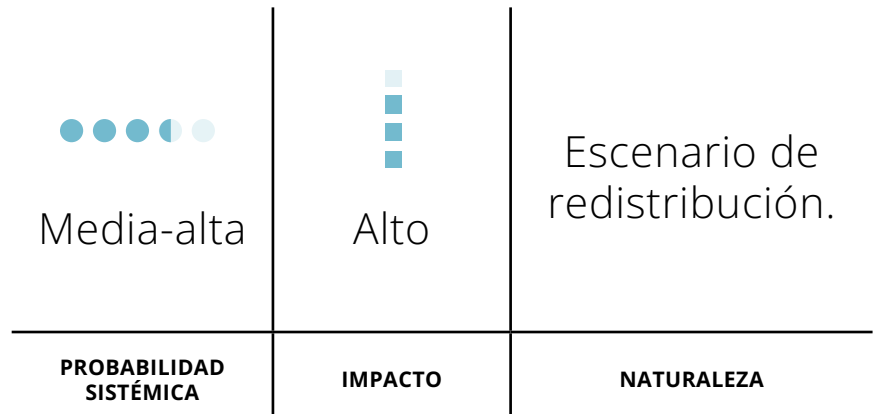 Media-alta
Alto
Escenario de
redistribución.
PROBABILIDAD
SISTÉMICA
IMPACTO
NATURALEZA